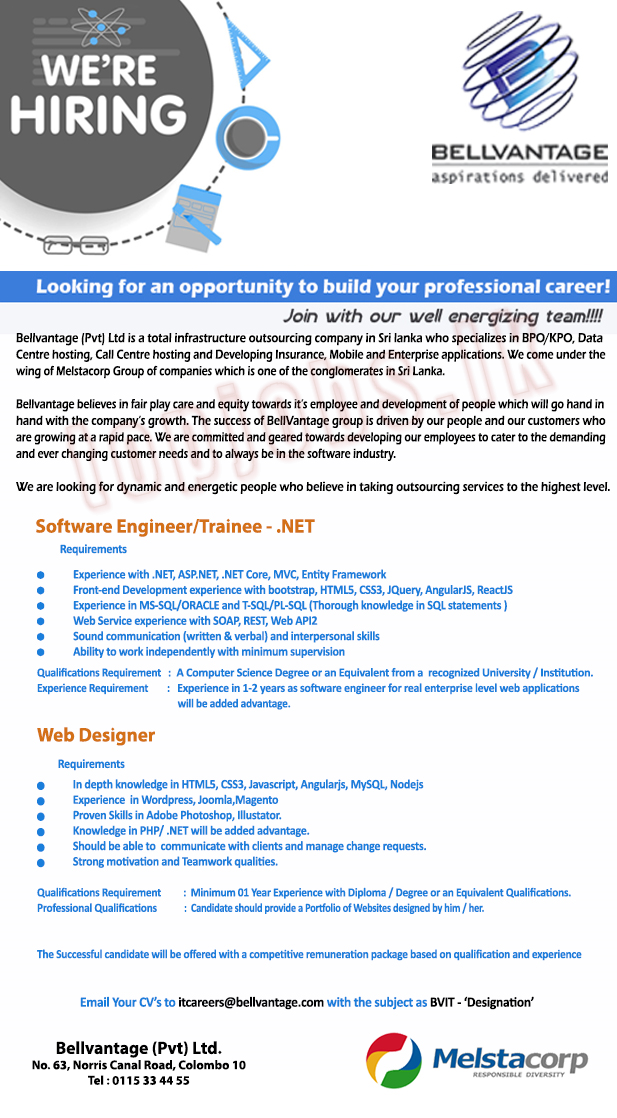 WE'RE
HIRING
BELLVANTAGE
aspirations delivered
Looking for an opportunity to build your professional career!
Join with our well energizing team!!!!
Bellvantage (Pvt) Ltd is a total infrastructure outsourcing company in Sri lanka who specializes in BPO/KPO, Data
Centre hosting, Call Centre hosting and Developing Insurance, Mobile and Enterprise applications. We come under the
wing of Melstacorp Group of companies which is one of the conglomerates in Sri Lanka.
Bellvantage believes in fair play care and equity towards it's employee and development of people which will go hand in
hand with the company's growth. The success of BellVantage group is driven by our people and our customers who
are growing at a rapid pace. We are committed and geared towards developing our employees to cater to the demanding
and ever changing customer needs and to always be in the software industry.
We are looking for dynamic and energetic people who believe in taking outsourcing services to the highest level.
topjobs.lk
Software Engineer/Trainee - .NET
Requirements
Experience with .NET, ASP.NET, .NET Core, MVC, Entity Framework
Front-end Development experience with bootstrap, HTML5, CSS3, JQuery, AngularJS, ReactJS
Experience in MS-SQL/ORACLE and T-SQL/PL-SQL (Thorough knowledge in SQL statements )
Web Service experience with SOAP, REST, Web API2
Sound communication (written & verbal) and interpersonal skills
Ability to work independently with minimum supervision
Qualifications Requirement : A Computer Science Degree or an Equivalent from a recognized University / Institution.
Experience Requirement : Experience in 1-2 years as software engineer for real enterprise level web applications
will be added advantage.
Web Designer
Requirements
In depth knowledge in HTML5, CSS3, Javascript, Angularjs, MySQL, Nodejs
Experience in Wordpress, Joomla,Magento
Proven Skills in Adobe Photoshop, Illustator.
Knowledge in PHP/ .NET will be added advantage.
Should be able to communicate with clients and manage change requests.
Strong motivation and Teamwork qualities.
Qualifications Requirement : Minimum 01 Year Experience with Diploma / Degree or an Equivalent Qualifications.
Professional Qualifications : Candidate should provide a Portfolio of Websites designed by him / her.
The Successful candidate will be offered with a competitive remuneration package based on qualification and experience
Email Your CV's to itcareers@bellvantage.com with the subject as BVIT - ‘Designation’
Bellvantage (Pvt) Ltd.
No. 63, Norris Canal Road, Colombo 10
Tel : 0115 33 44 55
Melstacorp
RESPONSIBLE DIVERSITY